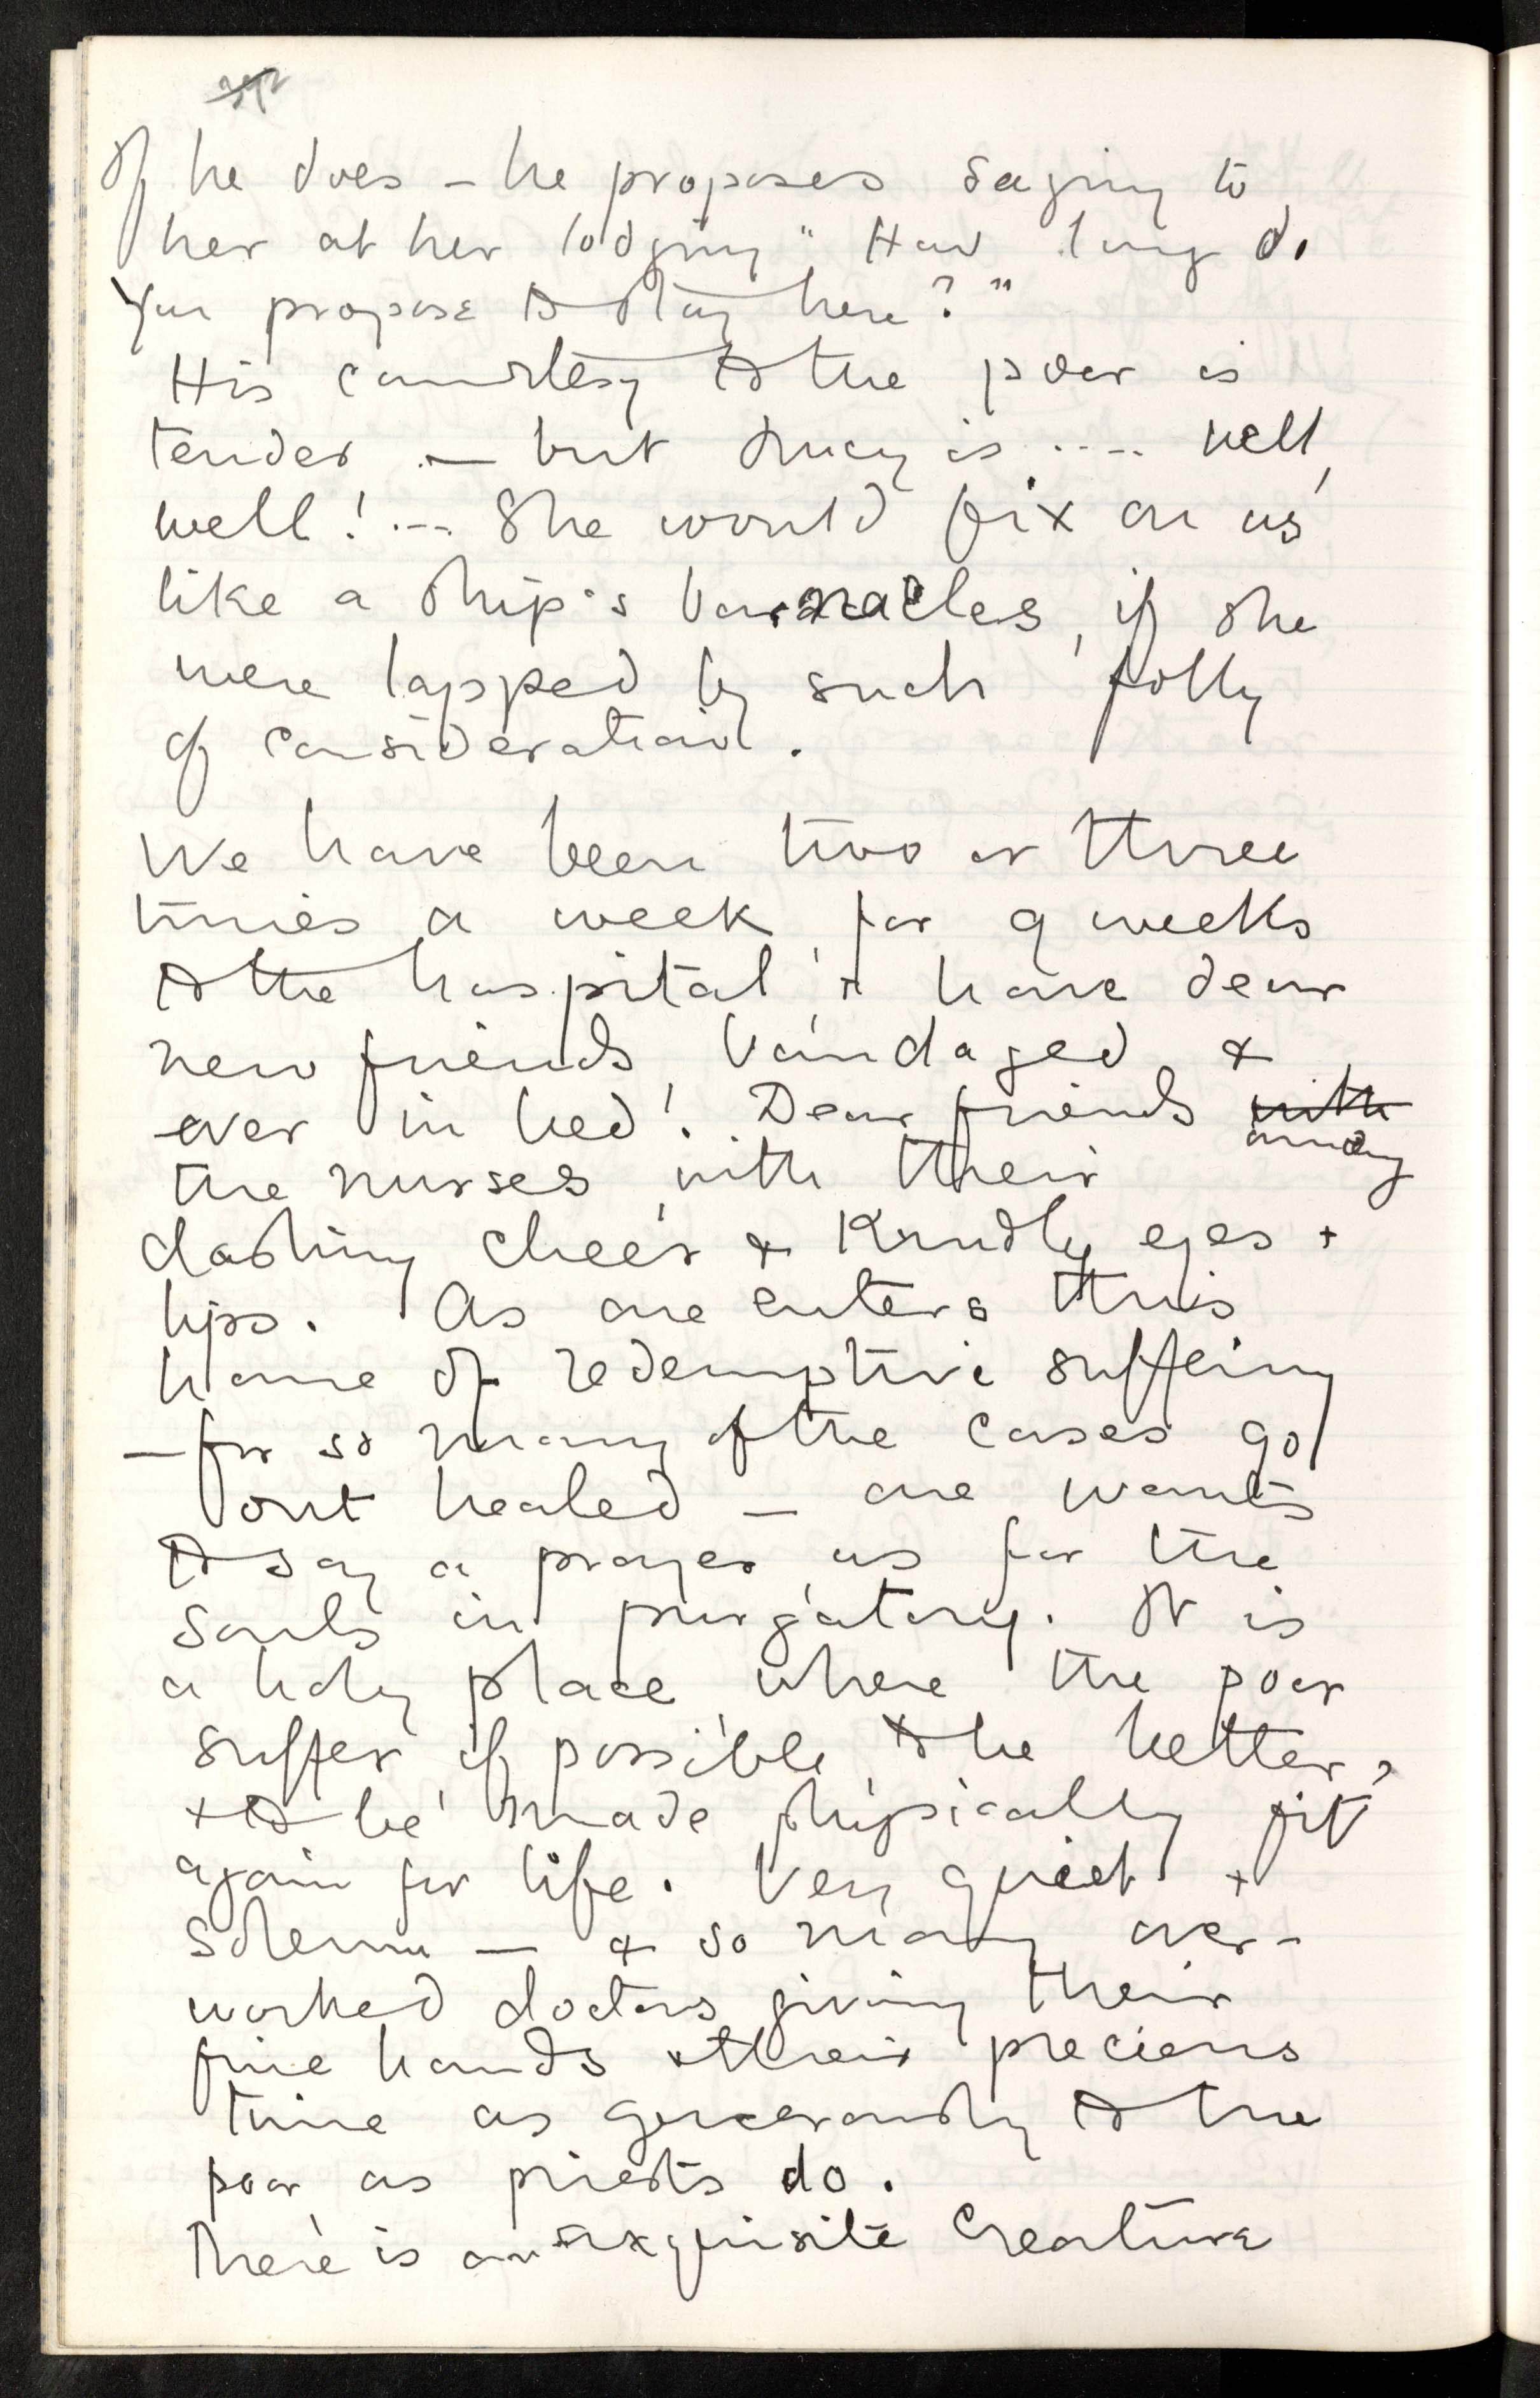 If he does – he proposes saying to
her at her lodging "How long do
you propose to stay here?"
His courtesy to the poor is
tender – but Lucy is .... well,
well! ... She would fix on us
like a ship's barnacles, if she
were lapped by such folly
of consideration.
We have been two or three
times a week, for 9 weeks
to the hospital, & have dear
new friends, bandaged &
ever in bed! Dear friends with
among
the nurses, with their
dashing cheer & kindly eyes &
lips. As one enters this
home of redemptive suffering
– for so many of the cases go
out healed – one wants
to say a prayer, as for the
souls in purgatory. It is
a holy place, where the poor
suffer if possible, to be better,
& to be made phisically fit
again for life. Very quiet &
solemn – & so many over-
worked doctors, giving their
fine hands & their precious
time as generously to the
poor as priests do.
There is an exquisite creature